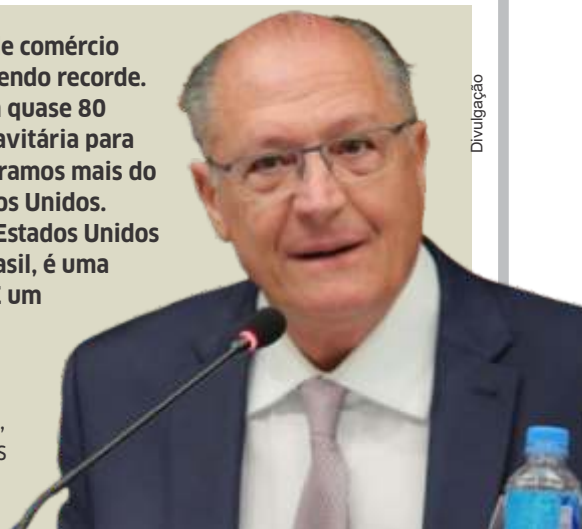 e comércio
endo recorde.
quase 80
avitária para
ramos mais do
os Unidos.
Estados Unidos
asil, é uma
um
Divulgação